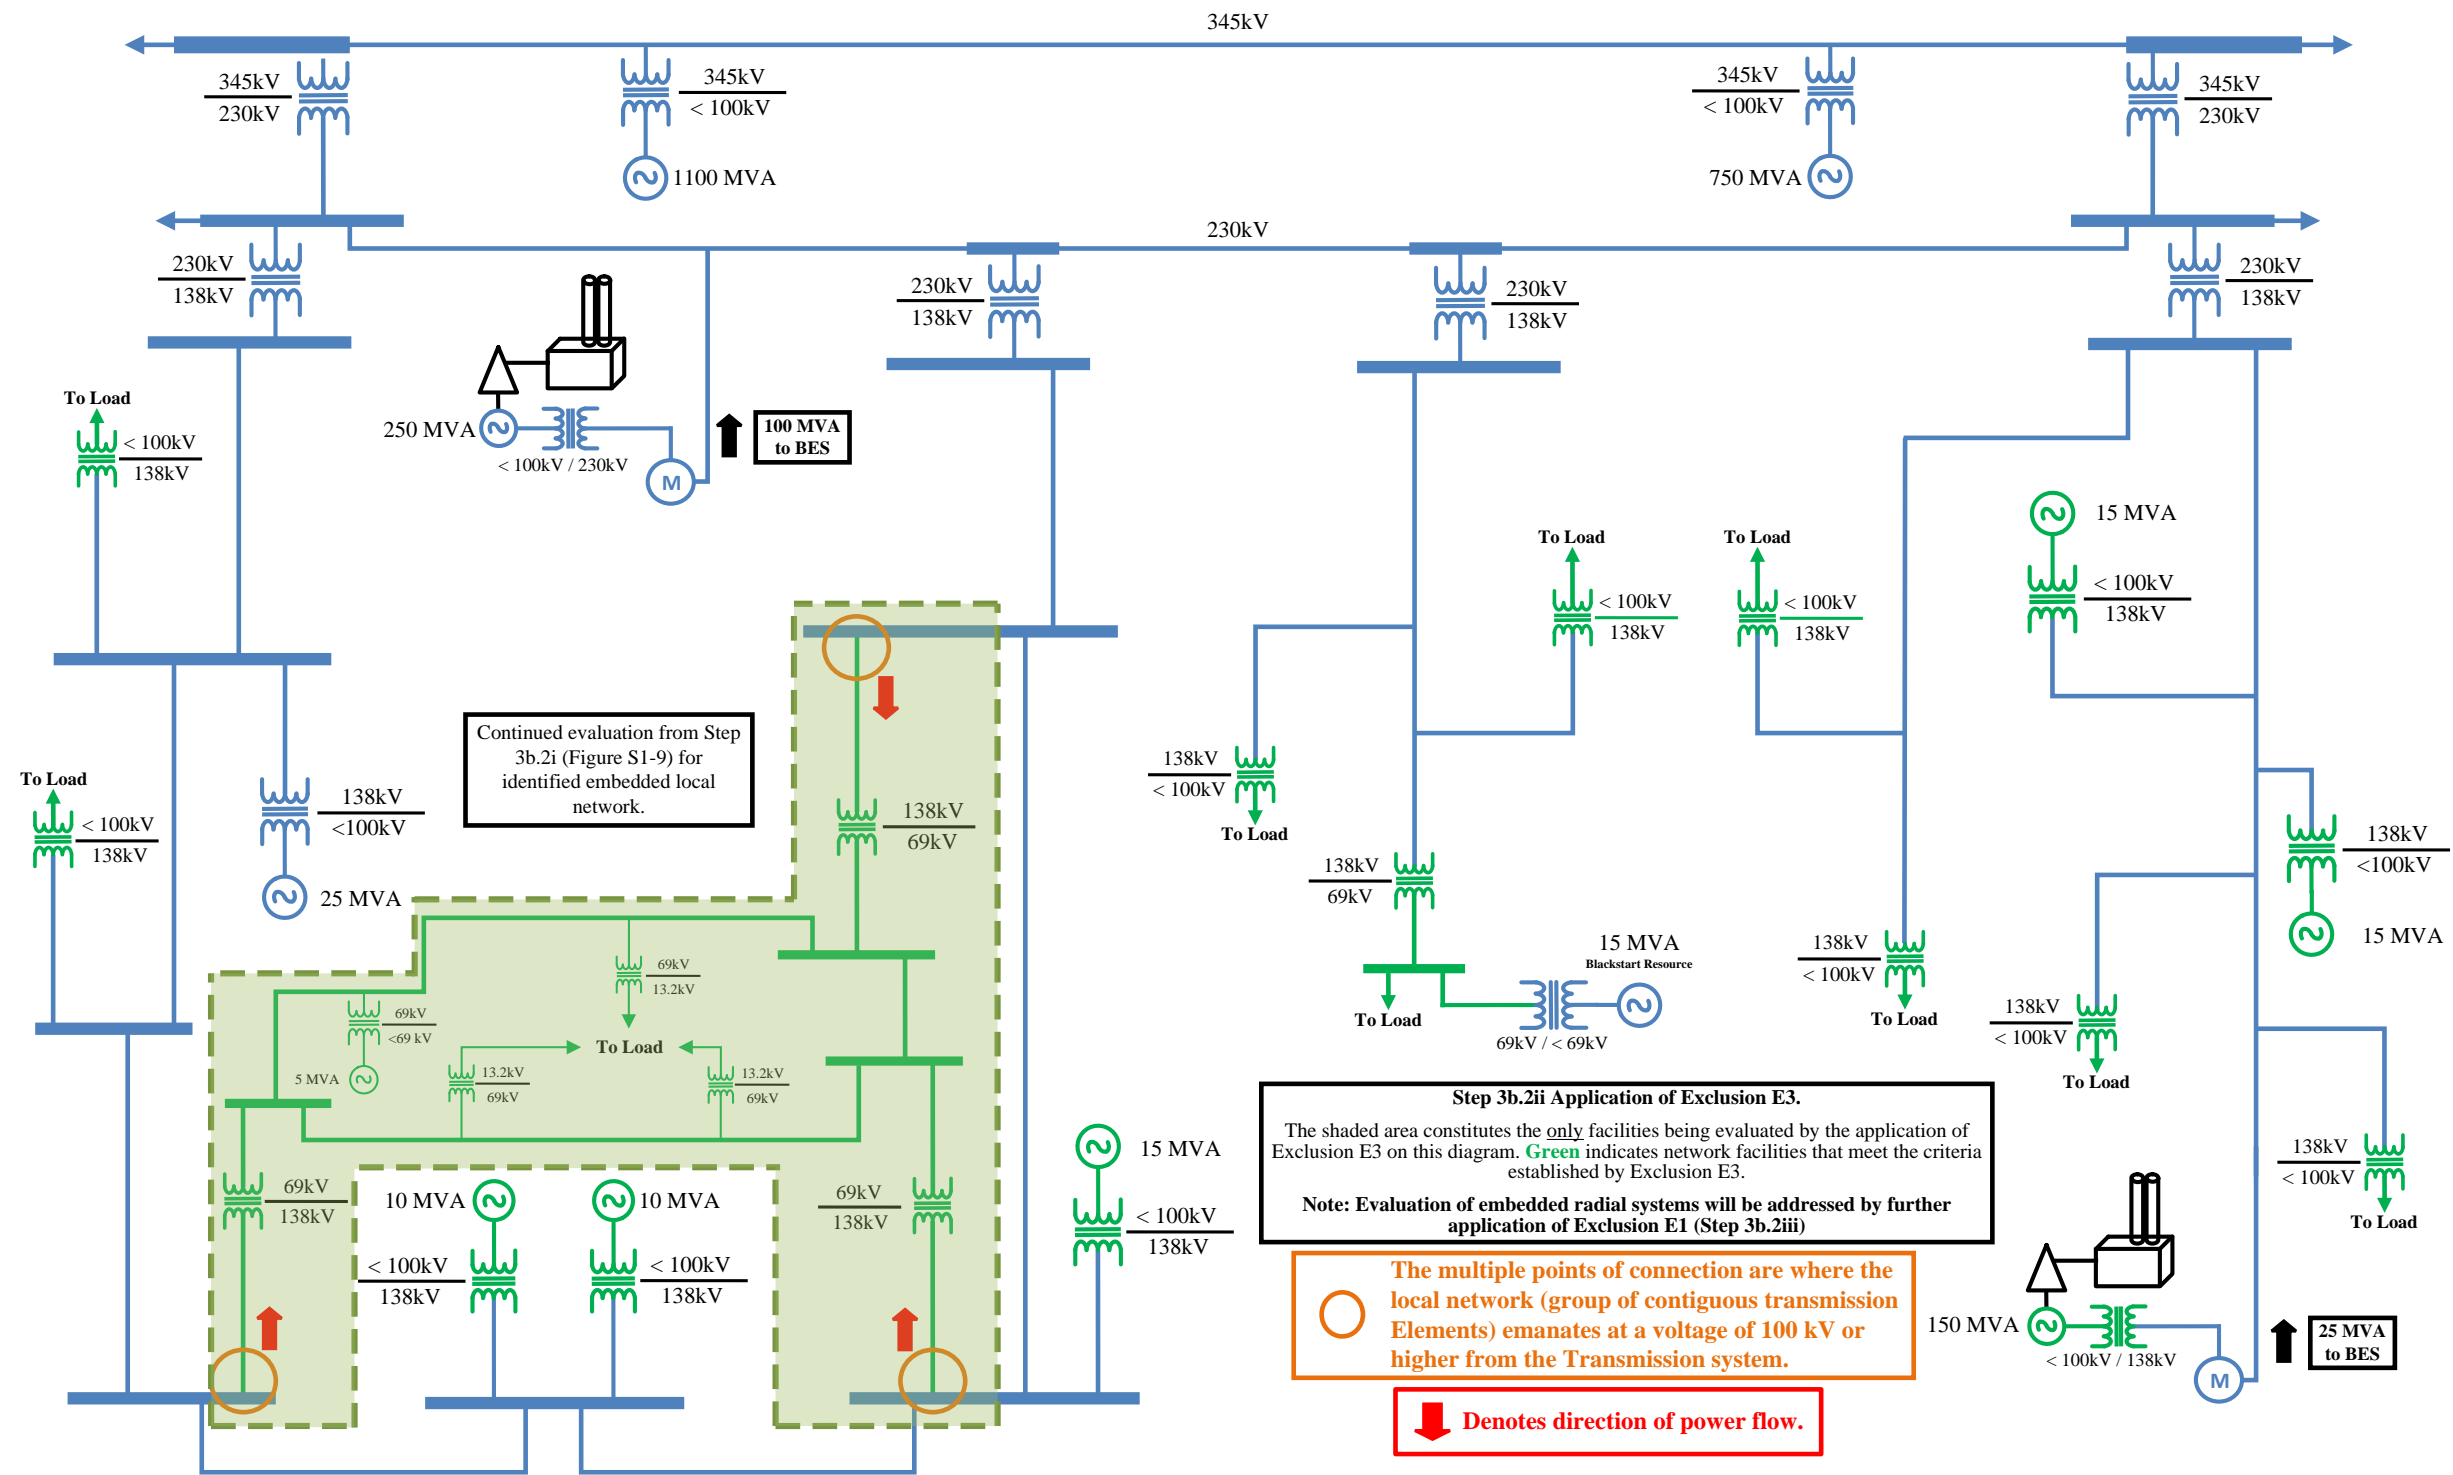 345kV
345kV
230kV
345kV
< 100kV
1100 MVA
345kV
< 100kV
750 MVA
345kV
230kV
230kV
230kV
138kV
230kV
138kV
230kV
138kV
230kV
138kV
To Load
< 100kV
138kV
250 MVA
< 100kV / 230kV
M
100 MVA
to BES
15 MVA
< 100kV
138kV
To Load
< 100kV
138kV
To Load
< 100kV
138kV
Continued evaluation from Step
3b.2i (Figure S1-9) for
identified embedded local
network.
138kV
< 100kV
To Load
To Load
< 100kV
138kV
138kV
<100kV
25 MVA
138kV
69kV
138kV
69kV
138kV
<100kV
15 MVA
15 MVA
Blackstart Resource
To Load
69kV / < 69kV
138kV
< 100kV
To Load
138kV
< 100kV
To Load
69kV
13.2kV
69kV
<69 kV
5 MVA
To Load
13.2kV
69kV
13.2kV
69kV
69kV
138kV
10 MVA
< 100kV
138kV
10 MVA
< 100kV
138kV
69kV
138kV
15 MVA
< 100kV
138kV
Step 3b.2ii Application of Exclusion E3.
The shaded area constitutes the only facilities being evaluated by the application of
Exclusion E3 on this diagram. Green indicates network facilities that meet the criteria
established by Exclusion E3.
Note: Evaluation of embedded radial systems will be addressed by further
application of Exclusion E1 (Step 3b.2iii)
138kV
< 100kV
To Load
The multiple points of connection are where the
local network (group of contiguous transmission
Elements) emanates at a voltage of 100 kV or
higher from the Transmission system.
150 MVA
< 100kV / 138kV
M
25 MVA
to BES
Denotes direction of power flow.